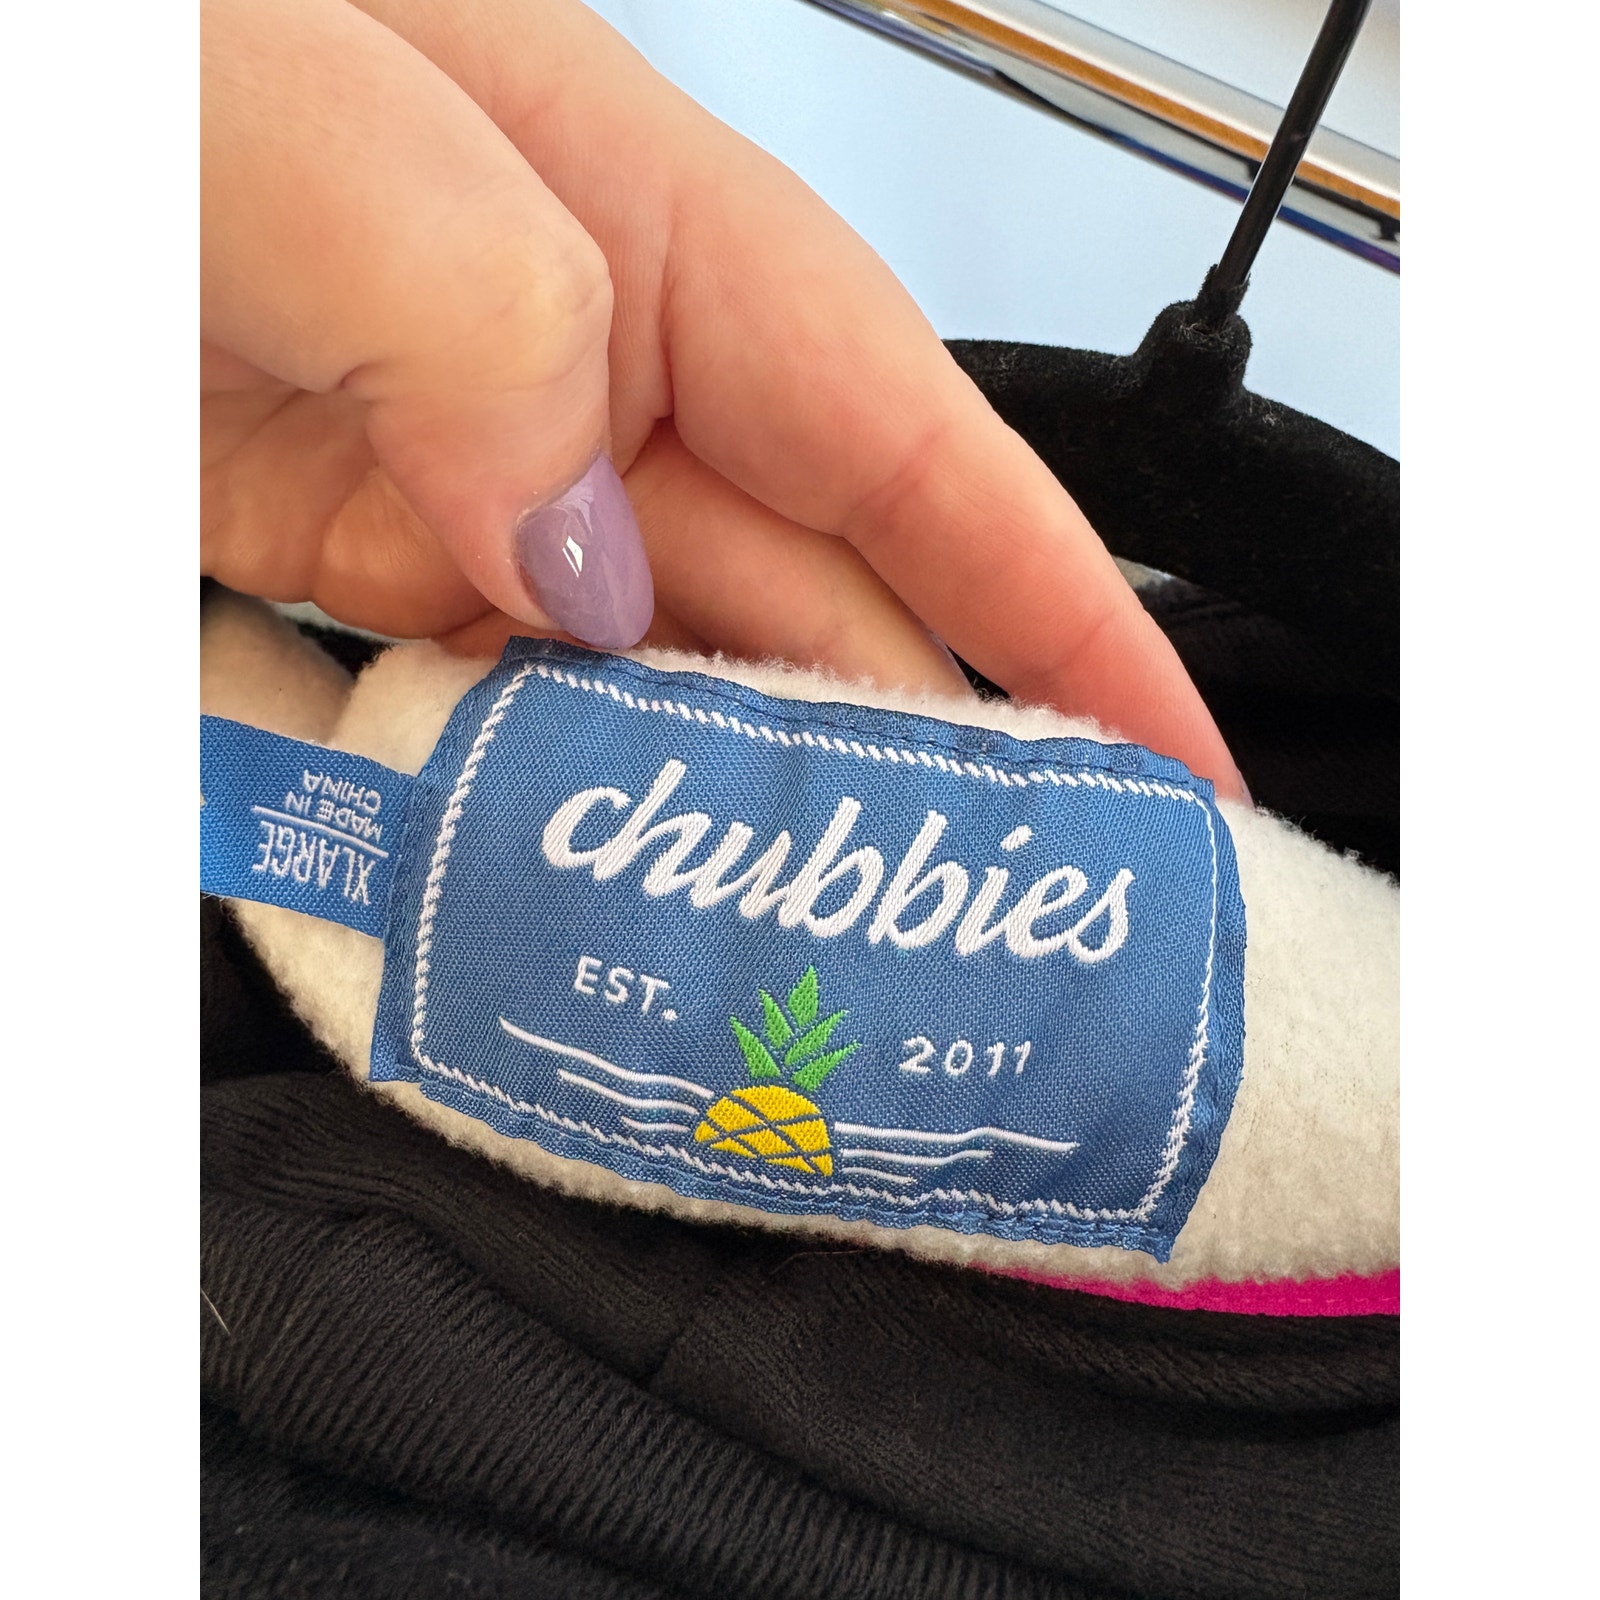 chubbies
EST. 2011
XLARGE
MADE IN
CHINA